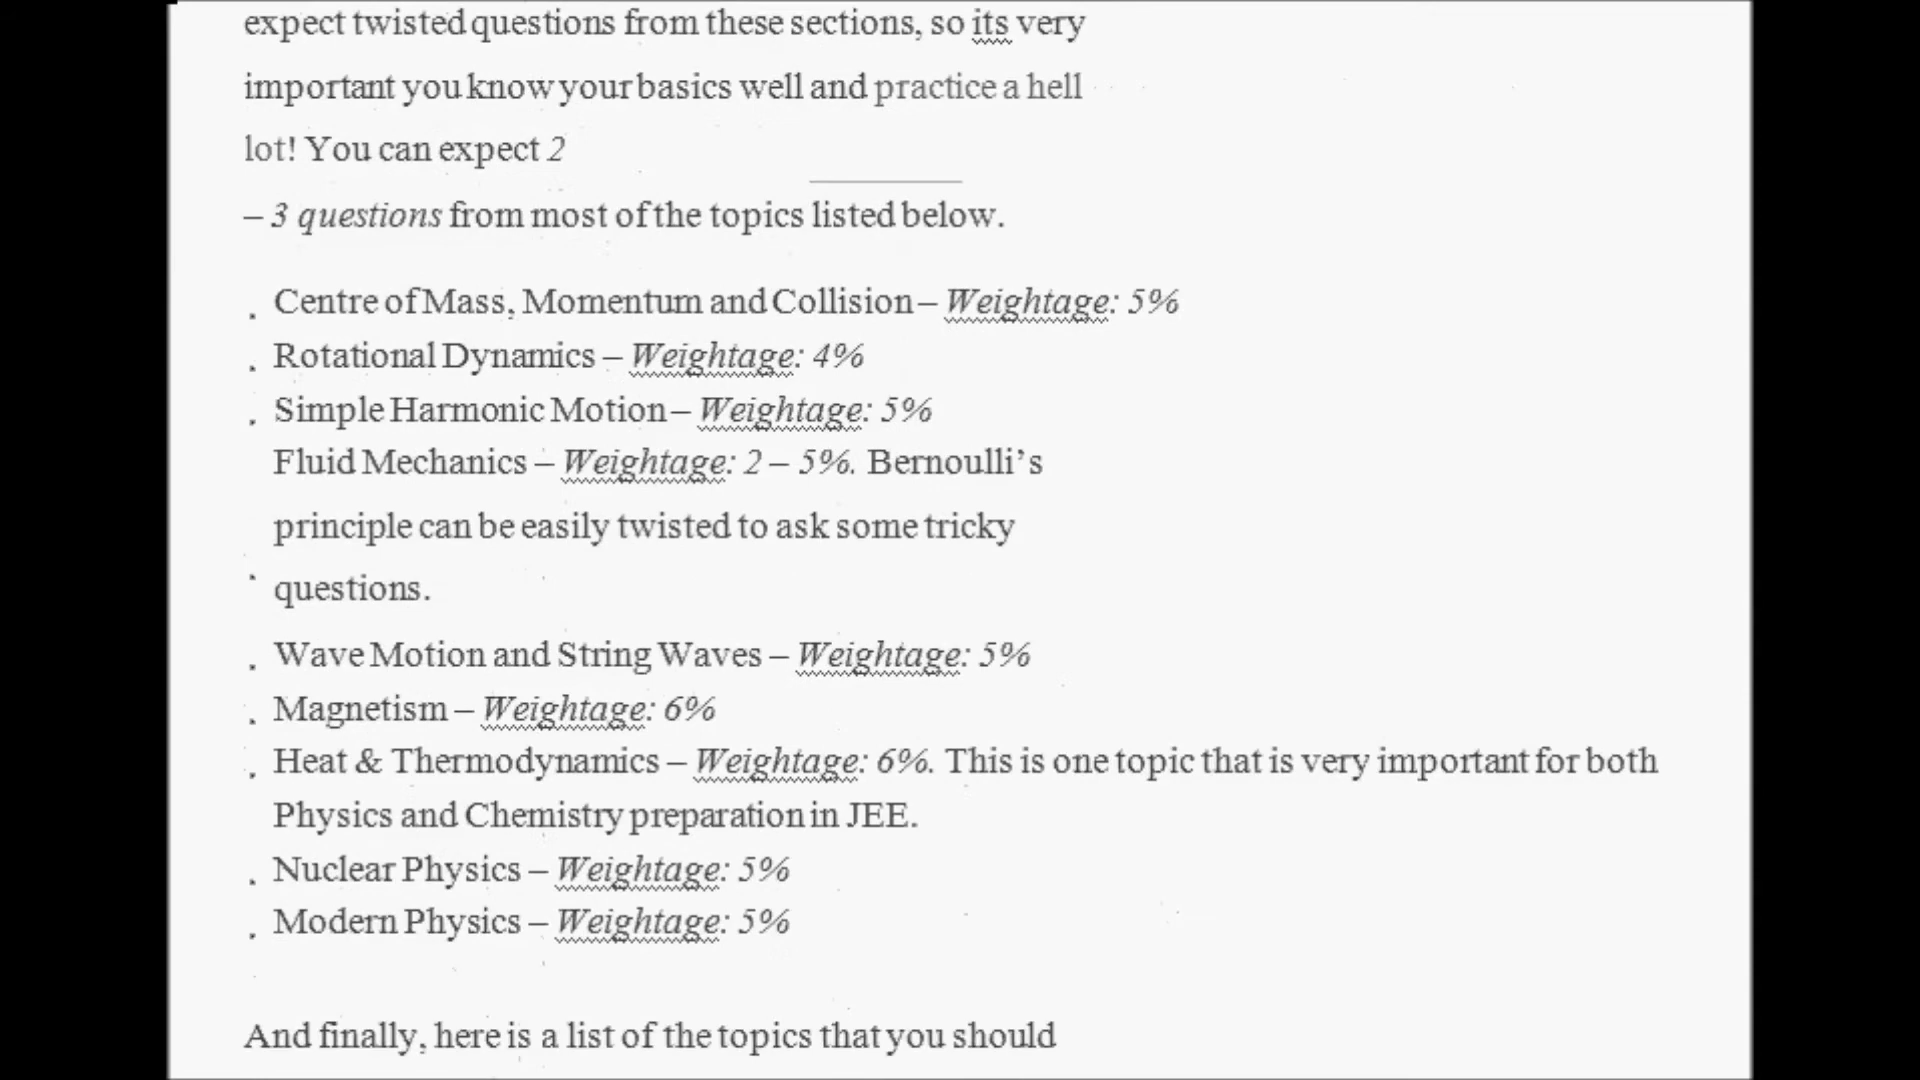 expect twisted questions from these sections, so its very
important you know your basics well and practice a hell
lot! You can expect 2
– 3 questions from most of the topics listed below.
. Centre of Mass, Momentum and Collision – Weightage: 5%
. Rotational Dynamics – Weightage: 4%
. Simple Harmonic Motion – Weightage: 5%
Fluid Mechanics – Weightage: 2 – 5%. Bernoulli’s
principle can be easily twisted to ask some tricky
. questions.
. Wave Motion and String Waves – Weightage: 5%
. Magnetism – Weightage: 6%
. Heat & Thermodynamics – Weightage: 6%. This is one topic that is very important for both
Physics and Chemistry preparation in JEE.
. Nuclear Physics – Weightage: 5%
. Modern Physics – Weightage: 5%
And finally, here is a list of the topics that you should